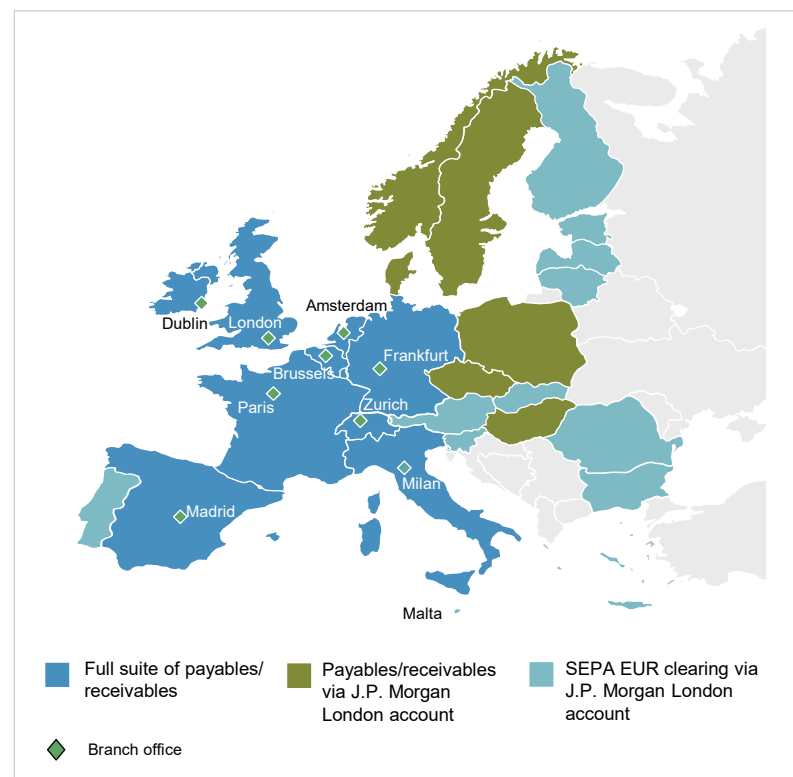 Amsterdam
Dublin
London
Frankfurt
Brussels
Zurich
Paris
Milan
Madrid
Malta
Full suite of payables/
receivables
Payables/receivables
via J.P. Morgan
London account
SEPA EUR clearing via
J.P. Morgan London
account
Branch office